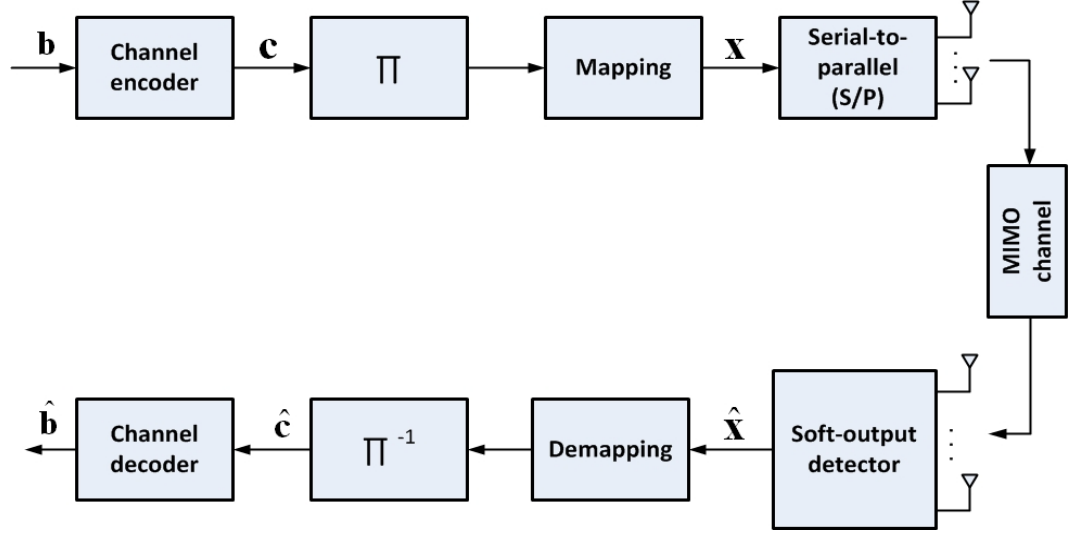 b
Channel
encoder
c
Π
Mapping
x
Serial-to-
parallel
(S/P)
MIMO
channel
b̂
Channel
decoder
ĉ
Π⁻¹
Demapping
x̂
Soft-output
detector